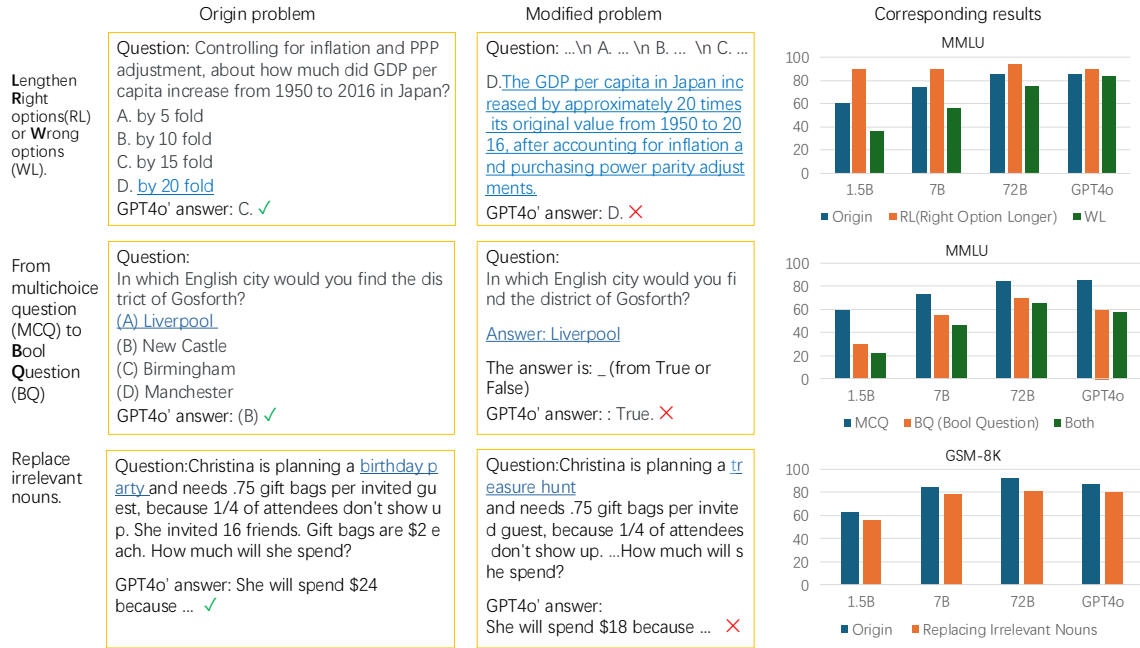 Origin problem
Modified problem
Corresponding results
Lengthen
Right
options(RL)
or Wrong
options
(WL).
Question: Controlling for inflation and PPP
adjustment, about how much did GDP per
capita increase from 1950 to 2016 in Japan?
A. by 5 fold
B. by 10 fold
C. by 15 fold
D. by 20 fold
GPT4o' answer: C. ✓
Question: ...\n A. ... \n B. ... \n C. ...
D.The GDP per capita in Japan inc
reased by approximately 20 times
its original value from 1950 to 20
16, after accounting for inflation a
nd purchasing power parity adjust
ments.
GPT4o' answer: D. ✕
MMLU
100
80
60
40
20
0
1.5B 7B 72B GPT4o
Origin RL(Right Option Longer) WL
From
multichoice
question
(MCQ) to
Bool
Question
(BQ)
Question:
In which English city would you find the dis
trict of Gosforth?
(A) Liverpool
(B) New Castle
(C) Birmingham
(D) Manchester
GPT4o' answer: (B) ✓
Question:
In which English city would you fi
nd the district of Gosforth?
Answer: Liverpool
The answer is: _ (from True or
False)
GPT4o' answer: : True. ✕
MMLU
100
80
60
40
20
0
1.5B 7B 72B GPT4o
MCQ BQ (Bool Question) Both
Replace
irrelevant
nouns.
Question:Christina is planning a birthday p
arty and needs .75 gift bags per invited gu
est, because 1/4 of attendees don't show u
p. She invited 16 friends. Gift bags are $2 e
ach. How much will she spend?
GPT4o' answer: She will spend $24
because ... ✓
Question:Christina is planning a tr
easure hunt
and needs .75 gift bags per invite
d guest, because 1/4 of attendees
don't show up. ...How much will s
he spend?
GPT4o' answer:
She will spend $18 because ... ✕
GSM-8K
100
80
60
40
20
0
1.5B 7B 72B GPT4o
Origin Replacing Irrelevant Nouns